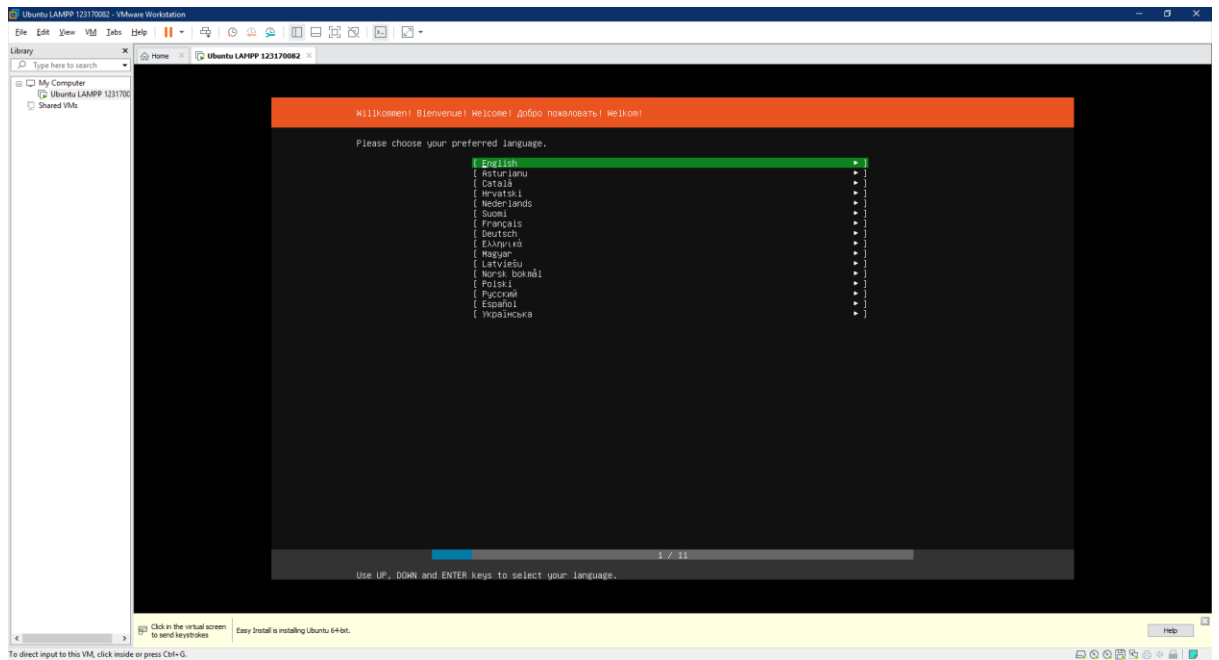 Ubuntu LAMPP 123170082 - VMware Workstation
File Edit View VM Tabs Help
Library
Type here to search
My Computer
Ubuntu LAMPP 1231700
Shared VMs
Home
Ubuntu LAMPP 123170082
Willkommen! Bienvenue! Welcome! Добро пожаловать! Welkom!
Please choose your preferred language.
[ English ► ]
[ Asturianu ► ]
[ Català ► ]
[ Hrvatski ► ]
[ Nederlands ► ]
[ Suomi ► ]
[ Français ► ]
[ Deutsch ► ]
[ Ελληνικά ► ]
[ Magyar ► ]
[ Latviešu ► ]
[ Norsk bokmål ► ]
[ Polski ► ]
[ Русский ► ]
[ Español ► ]
[ Українська ► ]
1 / 11
Use UP, DOWN and ENTER keys to select your language.
Click in the virtual screen
to send keystrokes
Easy Install is installing Ubuntu 64-bit.
Help
To direct input to this VM, click inside or press Ctrl+G.